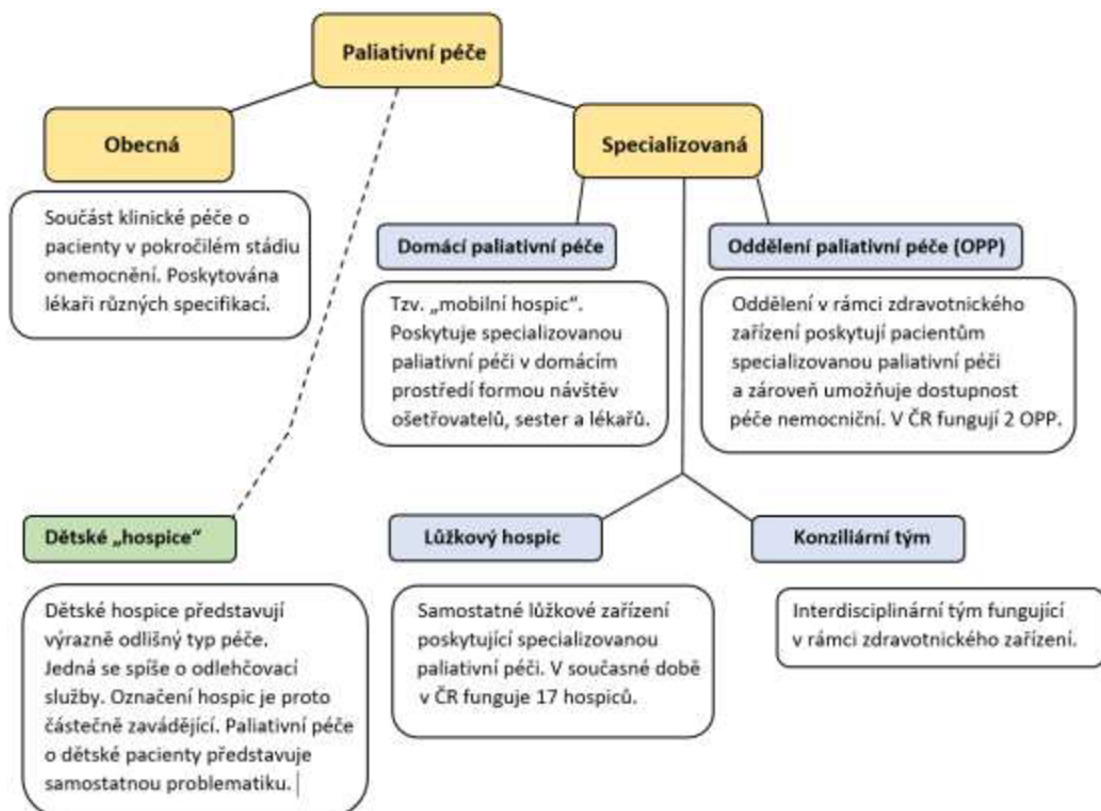 Paliativní péče
Obecná
Specializovaná
Součást klinické péče o
pacienty v pokročilém stádiu
onemocnění. Poskytována
lékaři různých specifikací.
Domácí paliativní péče
Tzv. „mobilní hospic“.
Poskytuje specializovanou
paliativní péči v domácím
prostředí formou návštěv
ošetřovatelů, sester a lékařů.
Oddělení paliativní péče (OPP)
Oddělení v rámci zdravotnického
zařízení poskytují pacientům
specializovanou paliativní péči
a zároveň umožňuje dostupnost
péče nemocniční. V ČR fungují 2 OPP.
Dětské „hospice“
Dětské hospice představují
výrazně odlišný typ péče.
Jedná se spíše o odlehčovací
služby. Označení hospic je proto
částečně zavádějící. Paliativní péče
o dětské pacienty představuje
samostatnou problematiku.
Lůžkový hospic
Samostatné lůžkové zařízení
poskytující specializovanou
paliativní péči. V současné době
v ČR funguje 17 hospiců.
Konziliární tým
Interdisciplinární tým fungující
v rámci zdravotnického zařízení.